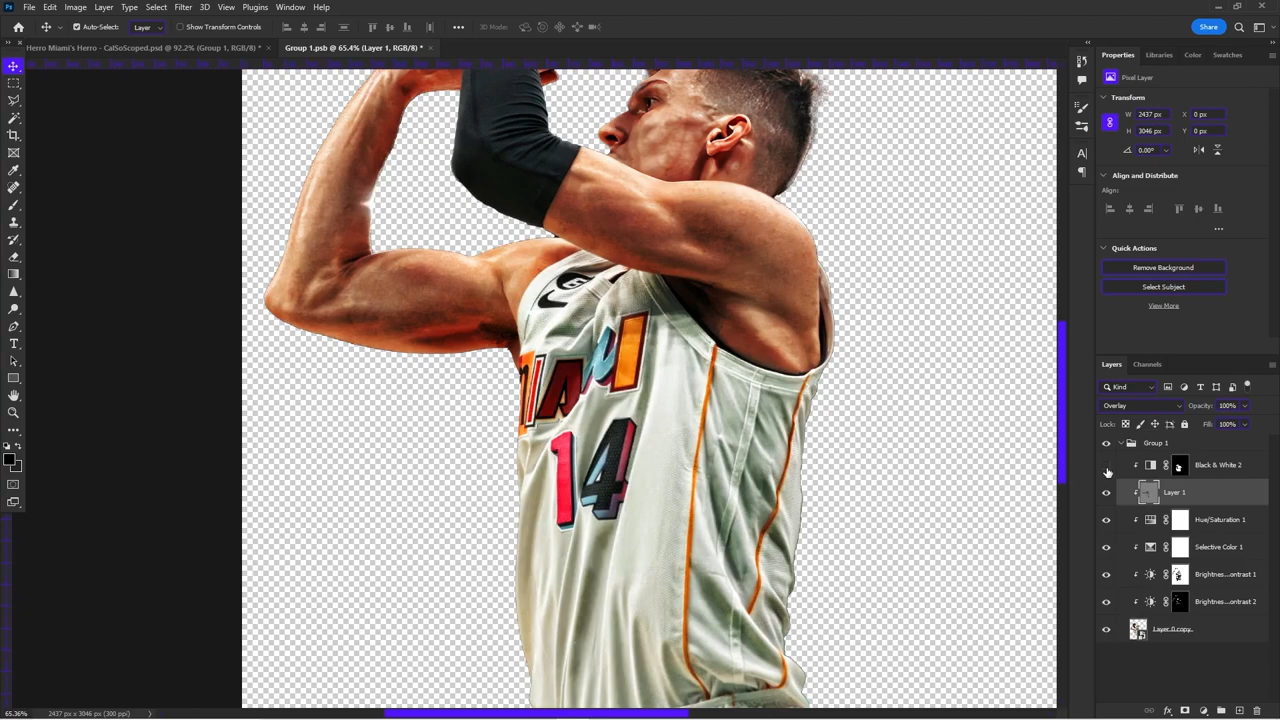 Ps File Edit Image Layer Type Select Filter 3D View Plugins Window Help
Auto-Select: Layer Show Transform Controls 3D Mode: Share
Herro Miami's Herro - CalSoScoped.psd @ 92.2% (Group 1, RGB/8) * × Group 1.psb @ 65.4% (Layer 1, RGB/8) * ×
Properties Libraries Color Swatches
Pixel Layer
Transform
W 2437 px X 0 px
H 3046 px Y 0 px
0.00°
Align and Distribute
Align:
Quick Actions
Remove Background
Select Subject
View More
MIAMI
14
Layers Channels
Kind
Overlay Opacity: 100%
Lock: Fill: 100%
Group 1
Black & White 2
Layer 1
Hue/Saturation 1
Selective Color 1
Brightnes...ontrast 1
Brightnes...ontrast 2
Layer 0 copy
65.36% 2437 px x 3046 px (300 ppi)